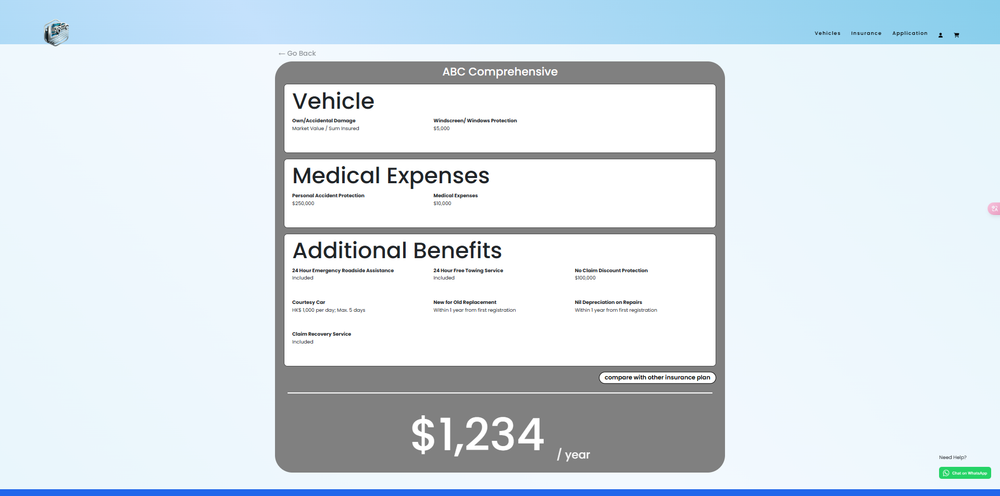 Vehicles Insurance Application
← Go Back
ABC Comprehensive
Vehicle
Own/Accidental Damage
Market Value / Sum Insured
Windscreen/ Windows Protection
$5,000
Medical Expenses
Personal Accident Protection
$250,000
Medical Expenses
$10,000
Additional Benefits
24 Hour Emergency Roadside Assistance
Included
24 Hour Free Towing Service
Included
No Claim Discount Protection
$100,000
Courtesy Car
HK$ 1,000 per day; Max. 5 days
New for Old Replacement
Within 1 year from first registration
Nil Depreciation on Repairs
Within 1 year from first registration
Claim Recovery Service
Included
compare with other insurance plan
$1,234 / year
Need Help?
Chat on WhatsApp